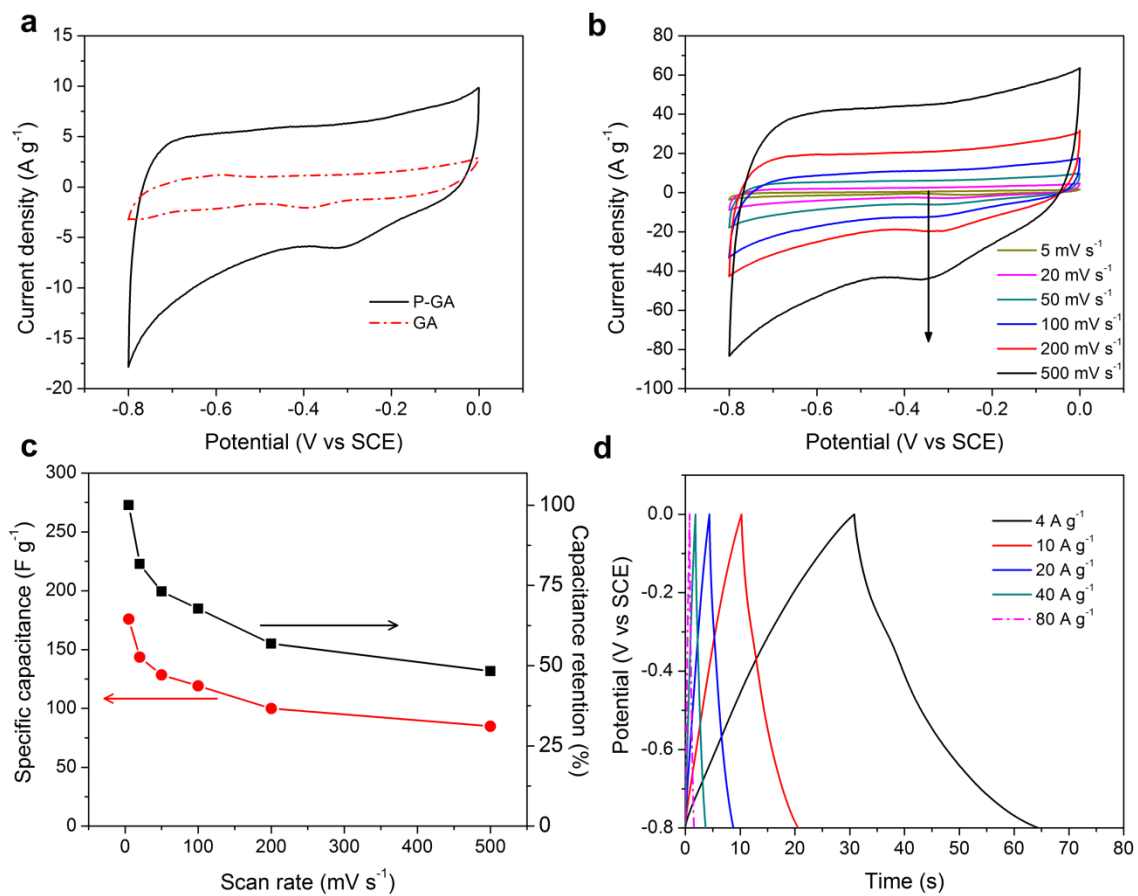 a
15
10
5
0
-5
-10
-15
-20
Current density (A g⁻¹)
P-GA
GA
-0.8 -0.6 -0.4 -0.2 0.0
Potential (V vs SCE)
b
80
60
40
20
0
-20
-40
-60
-80
-100
Current density (A g⁻¹)
5 mV s⁻¹
20 mV s⁻¹
50 mV s⁻¹
100 mV s⁻¹
200 mV s⁻¹
500 mV s⁻¹
-0.8 -0.6 -0.4 -0.2 0.0
Potential (V vs SCE)
c
300
275
250
225
200
175
150
125
100
75
50
25
0
Specific capacitance (F g⁻¹)
100
75
50
25
0
Capacitance retention (%)
0 100 200 300 400 500
Scan rate (mV s⁻¹)
d
0.0
-0.2
-0.4
-0.6
-0.8
Potential (V vs SCE)
4 A g⁻¹
10 A g⁻¹
20 A g⁻¹
40 A g⁻¹
80 A g⁻¹
0 10 20 30 40 50 60 70 80
Time (s)